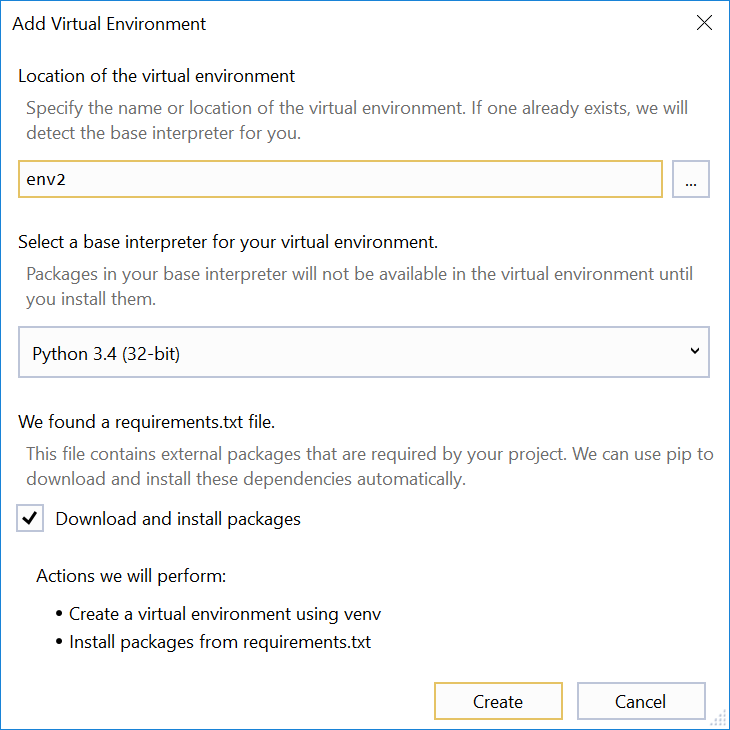 Add Virtual Environment
Location of the virtual environment
Specify the name or location of the virtual environment. If one already exists, we will
detect the base interpreter for you.
env2
...
Select a base interpreter for your virtual environment.
Packages in your base interpreter will not be available in the virtual environment until
you install them.
Python 3.4 (32-bit)
We found a requirements.txt file.
This file contains external packages that are required by your project. We can use pip to
download and install these dependencies automatically.
Download and install packages
Actions we will perform:
• Create a virtual environment using venv
• Install packages from requirements.txt
Create
Cancel